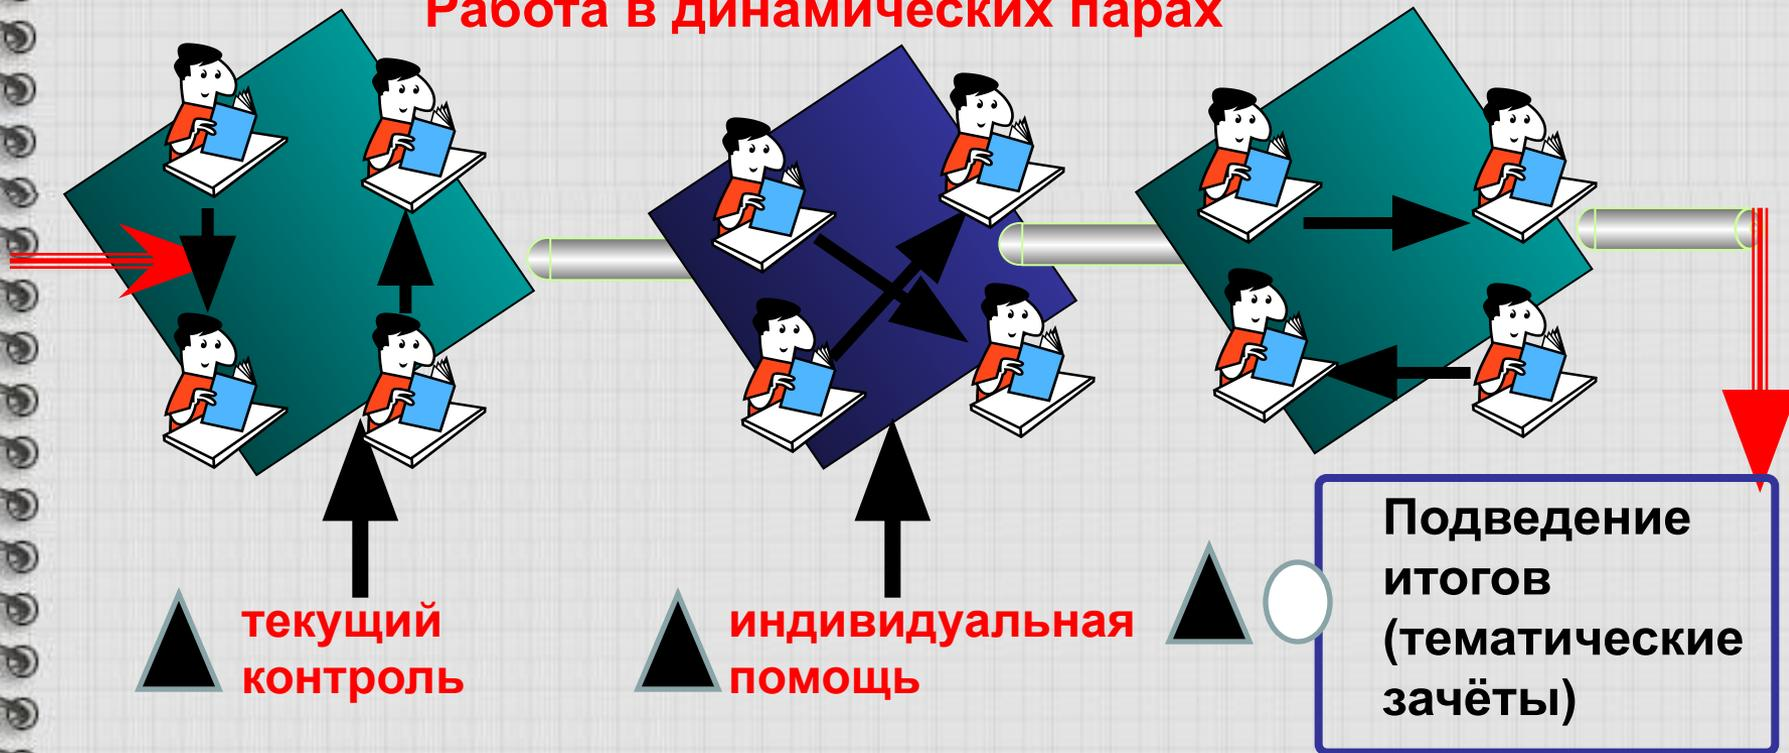 Работа в динамических парах
текущий
контроль
индивидуальная
помощь
Подведение
итогов
(тематические
зачёты)